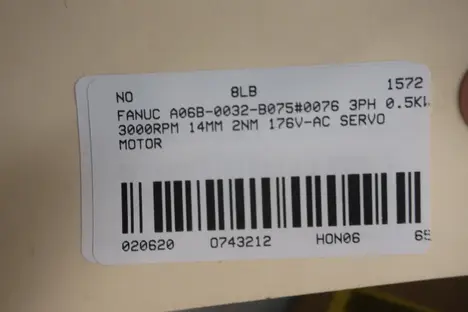 NO 8LB 1572
FANUC A06B-0032-B075#0076 3PH 0.5KW
3000RPM 14MM 2NM 176V-AC SERVO
MOTOR
020620 0743212 HON06 65